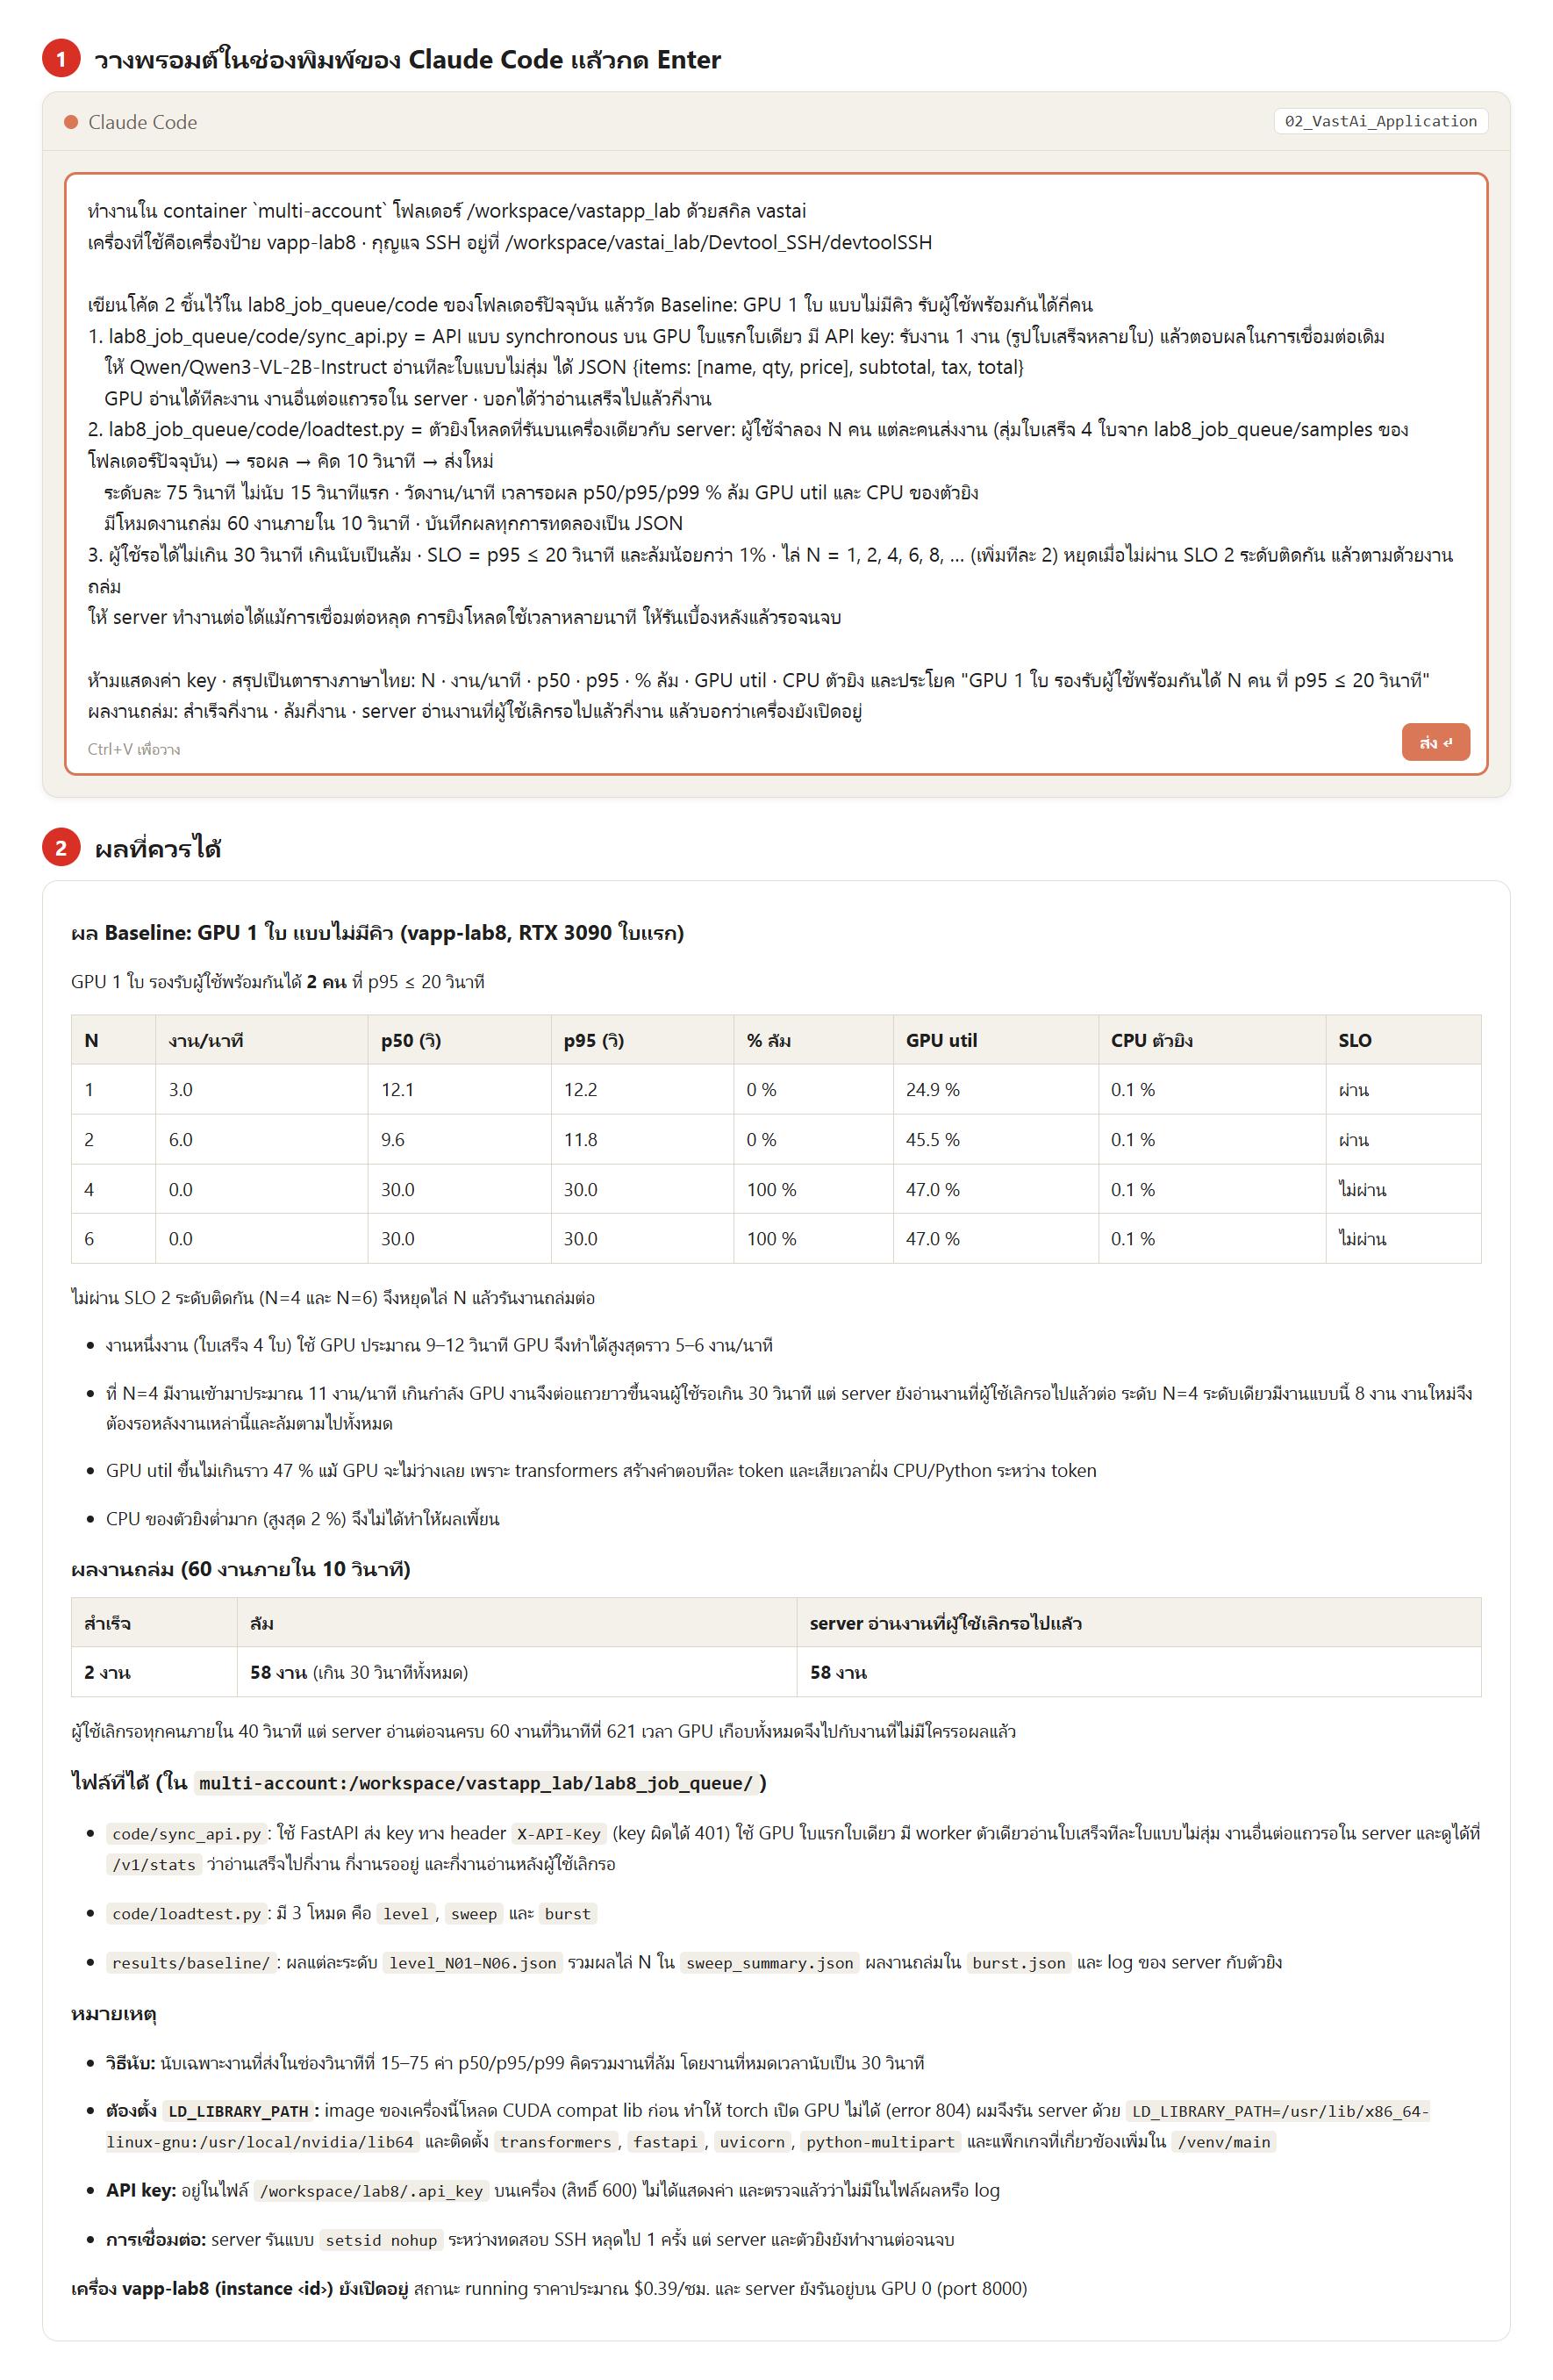 1 วางพรอมต์ในช่องพิมพ์ของ Claude Code แล้วกด Enter
Claude Code
02_VastAi_Application
ทำงานใน container `multi-account` โฟลเดอร์ /workspace/vastapp_lab ด้วยสกิล vastai
เครื่องที่ใช้คือเครื่องป้าย vapp-lab8 · กุญแจ SSH อยู่ที่ /workspace/vastai_lab/Devtool_SSH/devtoolSSH
เขียนโค้ด 2 ชิ้นไว้ใน lab8_job_queue/code ของโฟลเดอร์ปัจจุบัน แล้ววัด Baseline: GPU 1 ใบ แบบไม่มีคิว รับผู้ใช้พร้อมกันได้กี่คน
1. lab8_job_queue/code/sync_api.py = API แบบ synchronous บน GPU ใบแรกใบเดียว มี API key: รับงาน 1 งาน (รูปใบเสร็จหลายใบ) แล้วตอบผลในการเชื่อมต่อเดิม
ให้ Qwen/Qwen3-VL-2B-Instruct อ่านทีละใบแบบไม่สุ่ม ได้ JSON {items: [name, qty, price], subtotal, tax, total}
GPU อ่านได้ทีละงาน งานอื่นต่อแถวรอใน server · บอกได้ว่าอ่านเสร็จไปแล้วกี่งาน
2. lab8_job_queue/code/loadtest.py = ตัวยิงโหลดที่รันบนเครื่องเดียวกับ server: ผู้ใช้จำลอง N คน แต่ละคนส่งงาน (สุ่มใบเสร็จ 4 ใบจาก lab8_job_queue/samples ของ
โฟลเดอร์ปัจจุบัน) → รอผล → คิด 10 วินาที → ส่งใหม่
ระดับละ 75 วินาที ไม่นับ 15 วินาทีแรก · วัดงาน/นาที เวลารอผล p50/p95/p99 % ล้ม GPU util และ CPU ของตัวยิง
มีโหมดงานถล่ม 60 งานภายใน 10 วินาที · บันทึกผลทุกการทดลองเป็น JSON
3. ผู้ใช้รอได้ไม่เกิน 30 วินาที เกินนับเป็นล้ม · SLO = p95 ≤ 20 วินาที และล้มน้อยกว่า 1% · ไล่ N = 1, 2, 4, 6, 8, … (เพิ่มทีละ 2) หยุดเมื่อไม่ผ่าน SLO 2 ระดับติดกัน แล้วตามด้วยงาน
ถล่ม
ให้ server ทำงานต่อได้แม้การเชื่อมต่อหลุด การยิงโหลดใช้เวลาหลายนาที ให้รันเบื้องหลังแล้วรอจนจบ
ห้ามแสดงค่า key · สรุปเป็นตารางภาษาไทย: N · งาน/นาที · p50 · p95 · % ล้ม · GPU util · CPU ตัวยิง และประโยค "GPU 1 ใบ รองรับผู้ใช้พร้อมกันได้ N คน ที่ p95 ≤ 20 วินาที"
ผลงานถล่ม: สำเร็จกี่งาน · ล้มกี่งาน · server อ่านงานที่ผู้ใช้เลิกรอไปแล้วกี่งาน แล้วบอกว่าเครื่องยังเปิดอยู่
Ctrl+V เพื่อวาง
ส่ง ⏎
2 ผลที่ควรได้
ผล Baseline: GPU 1 ใบ แบบไม่มีคิว (vapp-lab8, RTX 3090 ใบแรก)
GPU 1 ใบ รองรับผู้ใช้พร้อมกันได้ 2 คน ที่ p95 ≤ 20 วินาที
N งาน/นาที p50 (วิ) p95 (วิ) % ล้ม GPU util CPU ตัวยิง SLO
1 3.0 12.1 12.2 0 % 24.9 % 0.1 % ผ่าน
2 6.0 9.6 11.8 0 % 45.5 % 0.1 % ผ่าน
4 0.0 30.0 30.0 100 % 47.0 % 0.1 % ไม่ผ่าน
6 0.0 30.0 30.0 100 % 47.0 % 0.1 % ไม่ผ่าน
ไม่ผ่าน SLO 2 ระดับติดกัน (N=4 และ N=6) จึงหยุดไล่ N แล้วรันงานถล่มต่อ
• งานหนึ่งงาน (ใบเสร็จ 4 ใบ) ใช้ GPU ประมาณ 9–12 วินาที GPU จึงทำได้สูงสุดราว 5–6 งาน/นาที
• ที่ N=4 มีงานเข้ามาประมาณ 11 งาน/นาที เกินกำลัง GPU งานจึงต่อแถวยาวขึ้นจนผู้ใช้รอเกิน 30 วินาที แต่ server ยังอ่านงานที่ผู้ใช้เลิกรอไปแล้วต่อ ระดับ N=4 ระดับเดียวมีงานแบบนี้ 8 งาน งานใหม่จึง
ต้องรอหลังงานเหล่านี้และล้มตามไปทั้งหมด
• GPU util ขึ้นไม่เกินราว 47 % แม้ GPU จะไม่ว่างเลย เพราะ transformers สร้างคำตอบทีละ token และเสียเวลาฝั่ง CPU/Python ระหว่าง token
• CPU ของตัวยิงต่ำมาก (สูงสุด 2 %) จึงไม่ได้ทำให้ผลเพี้ยน
ผลงานถล่ม (60 งานภายใน 10 วินาที)
สำเร็จ ล้ม server อ่านงานที่ผู้ใช้เลิกรอไปแล้ว
2 งาน 58 งาน (เกิน 30 วินาทีทั้งหมด) 58 งาน
ผู้ใช้เลิกรอทุกคนภายใน 40 วินาที แต่ server อ่านต่อจนครบ 60 งานที่วินาทีที่ 621 เวลา GPU เกือบทั้งหมดจึงไปกับงานที่ไม่มีใครรอผลแล้ว
ไฟล์ที่ได้ (ใน multi-account:/workspace/vastapp_lab/lab8_job_queue/)
• code/sync_api.py: ใช้ FastAPI ส่ง key ทาง header X-API-Key (key ผิดได้ 401) ใช้ GPU ใบแรกใบเดียว มี worker ตัวเดียวอ่านใบเสร็จทีละใบแบบไม่สุ่ม งานอื่นต่อแถวรอใน server และดูได้ที่
/v1/stats ว่าอ่านเสร็จไปกี่งาน กี่งานรออยู่ และกี่งานอ่านหลังผู้ใช้เลิกรอ
• code/loadtest.py: มี 3 โหมด คือ level, sweep และ burst
• results/baseline/: ผลแต่ละระดับ level_N01–N06.json รวมผลไล่ N ใน sweep_summary.json ผลงานถล่มใน burst.json และ log ของ server กับตัวยิง
หมายเหตุ
• วิธีนับ: นับเฉพาะงานที่ส่งในช่วงวินาทีที่ 15–75 ค่า p50/p95/p99 คิดรวมงานที่ล้ม โดยงานที่หมดเวลานับเป็น 30 วินาที
• ต้องตั้ง LD_LIBRARY_PATH: image ของเครื่องนี้โหลด CUDA compat lib ก่อน ทำให้ torch เปิด GPU ไม่ได้ (error 804) ผมจึงรัน server ด้วย LD_LIBRARY_PATH=/usr/lib/x86_64-
linux-gnu:/usr/local/nvidia/lib64 และติดตั้ง transformers, fastapi, uvicorn, python-multipart และแพ็กเกจที่เกี่ยวข้องเพิ่มใน /venv/main
• API key: อยู่ในไฟล์ /workspace/lab8/.api_key บนเครื่อง (สิทธิ์ 600) ไม่ได้แสดงค่า และตรวจแล้วว่าไม่มีในไฟล์ผลหรือ log
• การเชื่อมต่อ: server รันแบบ setsid nohup ระหว่างทดสอบ SSH หลุดไป 1 ครั้ง แต่ server และตัวยิงยังทำงานต่อจนจบ
เครื่อง vapp-lab8 (instance ‹id›) ยังเปิดอยู่ สถานะ running ราคาประมาณ $0.39/ชม. และ server ยังรันอยู่บน GPU 0 (port 8000)